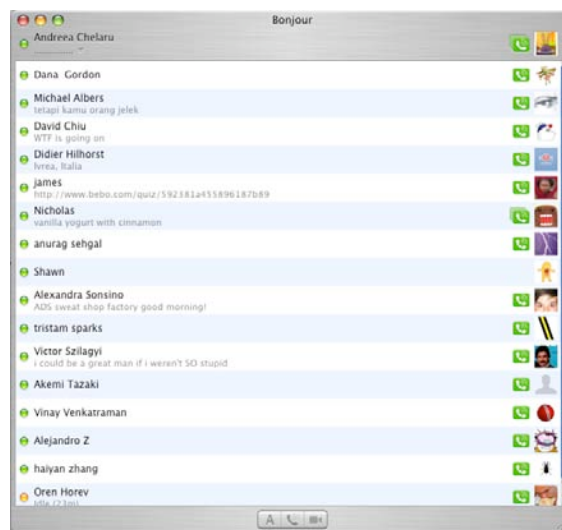 Bonjour
Andreea Chelaru
Dana Gordon
Michael Albers
tetapi kamu orang jelek
David Chiu
WTF is going on
Didier Hilhorst
Ivrea, Italia
james
http://www.bebo.com/quiz/592381a455896187b89
Nicholas
vanilla yogurt with cinnamon
anurag sehgal
Shawn
Alexandra Sonsino
ADS sweat shop factory good morning!
tristam sparks
Victor Szilagyi
i could be a great man if i weren't SO stupid
Akemi Tazaki
Vinay Venkatraman
Alejandro Z
haiyan zhang
Oren Horev
Idle (23m)
A